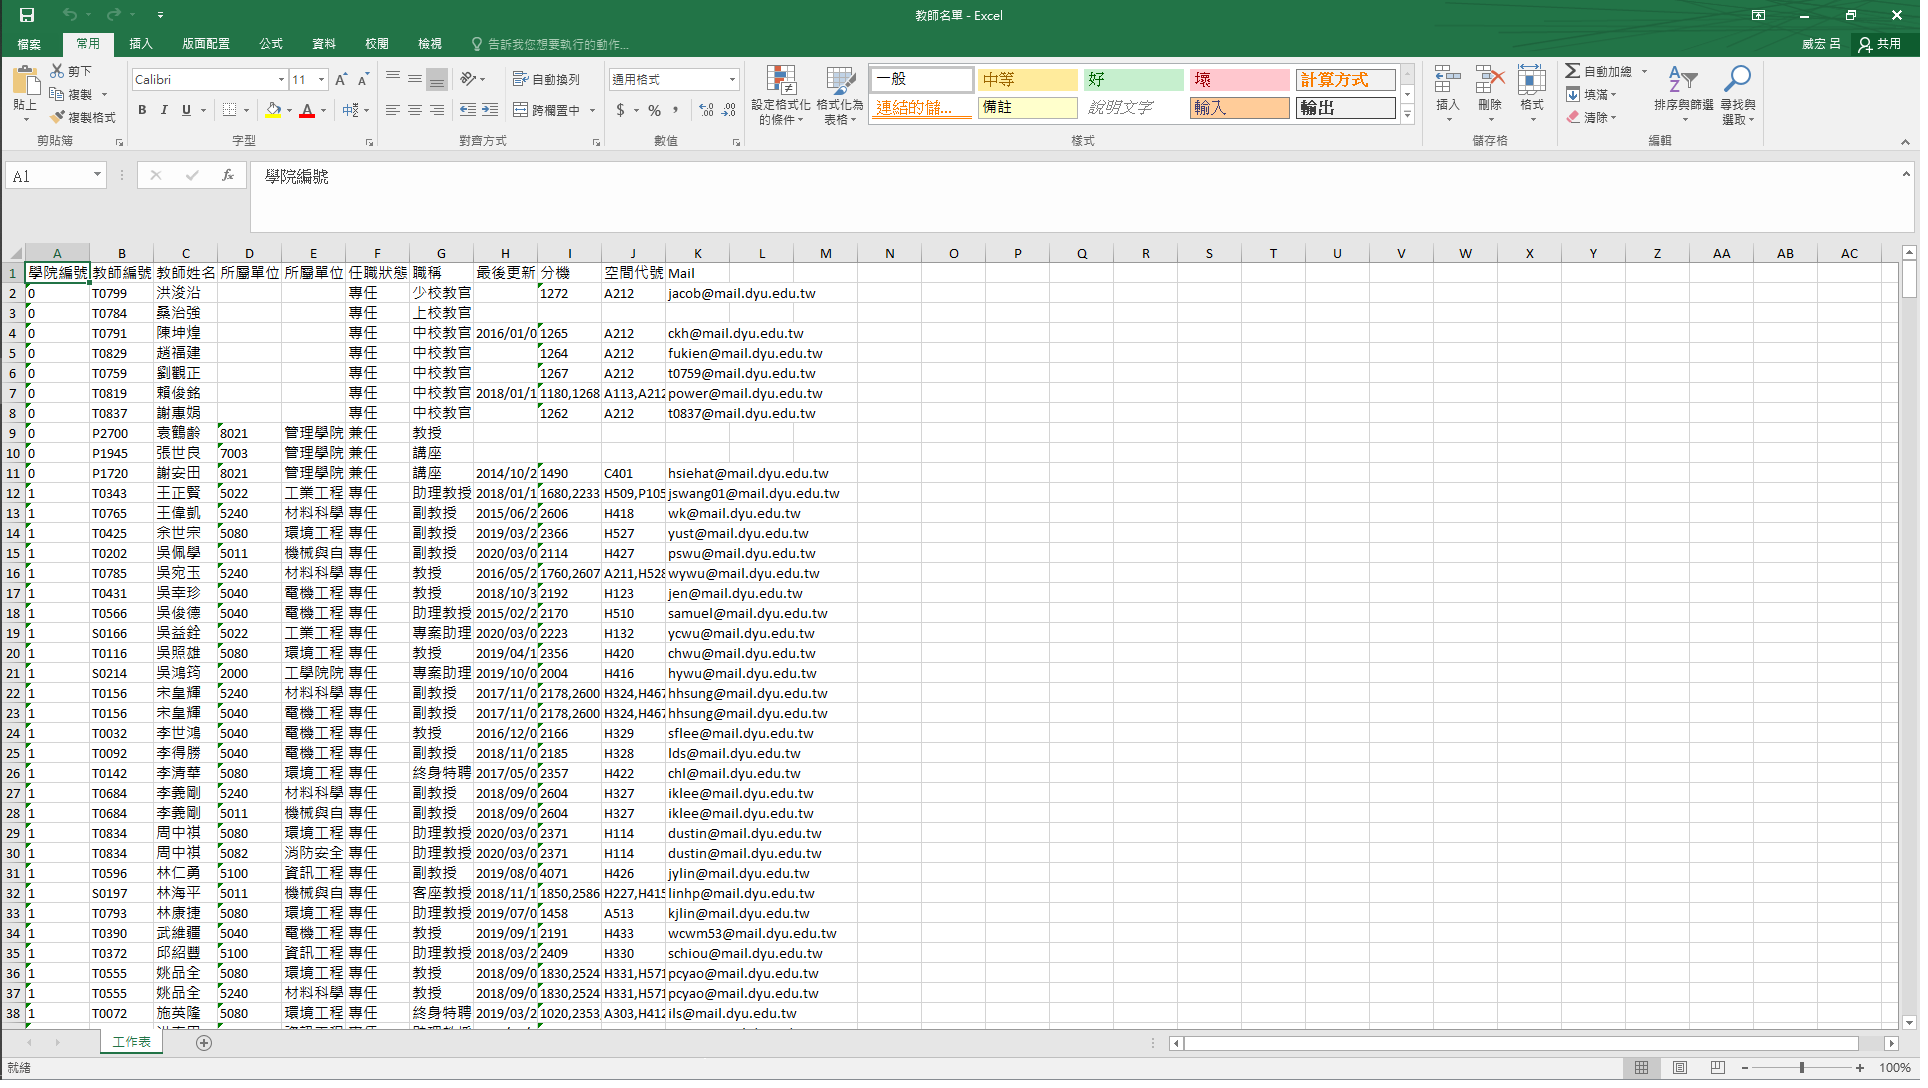 教師名單 - Excel
檔案 常用 插入 版面配置 公式 資料 校閱 檢視 告訴我您想要執行的動作... 威宏 呂 共用
貼上 剪下 複製 複製格式 剪貼簿
Calibri 11 B I U A 中 字型
自動換列 跨欄置中 對齊方式
通用格式 $ % , 數值
設定格式化的條件 格式化為表格
一般 中等 好 壞 計算方式
連結的儲... 備註 說明文字 輸入 輸出
樣式
插入 刪除 格式 儲存格
自動加總 填滿 清除 排序與篩選 尋找與選取 編輯
A1 fx 學院編號
A B C D E F G H I J K L M N O P Q R S T U V W X Y Z AA AB AC
1 學院編號 教師編號 教師姓名 所屬單位 所屬單位 任職狀態 職稱 最後更新 分機 空間代號 Mail
2 0 T0799 洪浚沿 專任 少校教官 1272 A212 jacob@mail.dyu.edu.tw
3 0 T0784 桑治強 專任 上校教官
4 0 T0791 陳坤煌 專任 中校教官 2016/01/0 1265 A212 ckh@mail.dyu.edu.tw
5 0 T0829 趙福建 專任 中校教官 1264 A212 fukien@mail.dyu.edu.tw
6 0 T0759 劉觀正 專任 中校教官 1267 A212 t0759@mail.dyu.edu.tw
7 0 T0819 賴俊銘 專任 中校教官 2018/01/1 1180,1268 A113,A212 power@mail.dyu.edu.tw
8 0 T0837 謝惠娟 專任 中校教官 1262 A212 t0837@mail.dyu.edu.tw
9 0 P2700 袁鶴齡 8021 管理學院 兼任 教授
10 0 P1945 張世良 7003 管理學院 兼任 講座
11 0 P1720 謝安田 8021 管理學院 兼任 講座 2014/10/2 1490 C401 hsiehat@mail.dyu.edu.tw
12 1 T0343 王正賢 5022 工業工程 專任 助理教授 2018/01/1 1680,2233 H509,P105 jswang01@mail.dyu.edu.tw
13 1 T0765 王偉凱 5240 材料科學 專任 副教授 2015/06/2 2606 H418 wk@mail.dyu.edu.tw
14 1 T0425 余世宗 5080 環境工程 專任 副教授 2019/03/2 2366 H527 yust@mail.dyu.edu.tw
15 1 T0202 吳佩學 5011 機械與自 專任 副教授 2020/03/0 2114 H427 pswu@mail.dyu.edu.tw
16 1 T0785 吳宛玉 5240 材料科學 專任 教授 2016/05/2 1760,2607 A211,H528 wywu@mail.dyu.edu.tw
17 1 T0431 吳幸珍 5040 電機工程 專任 教授 2018/10/3 2192 H123 jen@mail.dyu.edu.tw
18 1 T0566 吳俊德 5040 電機工程 專任 助理教授 2015/02/2 2170 H510 samuel@mail.dyu.edu.tw
19 1 S0166 吳益銓 5022 工業工程 專任 專案助理 2020/03/0 2223 H132 ycwu@mail.dyu.edu.tw
20 1 T0116 吳照雄 5080 環境工程 專任 教授 2019/04/1 2356 H420 chwu@mail.dyu.edu.tw
21 1 S0214 吳鴻筠 2000 工學院院 專任 專案助理 2019/10/0 2004 H416 hywu@mail.dyu.edu.tw
22 1 T0156 宋皇輝 5240 材料科學 專任 副教授 2017/11/0 2178,2600 H324,H467 hhsung@mail.dyu.edu.tw
23 1 T0156 宋皇輝 5040 電機工程 專任 副教授 2017/11/0 2178,2600 H324,H467 hhsung@mail.dyu.edu.tw
24 1 T0032 李世鴻 5040 電機工程 專任 教授 2016/12/0 2166 H329 sflee@mail.dyu.edu.tw
25 1 T0092 李得勝 5040 電機工程 專任 副教授 2018/11/0 2185 H328 lds@mail.dyu.edu.tw
26 1 T0142 李清華 5080 環境工程 專任 終身特聘 2017/05/0 2357 H422 chl@mail.dyu.edu.tw
27 1 T0684 李義剛 5240 材料科學 專任 副教授 2018/09/0 2604 H327 iklee@mail.dyu.edu.tw
28 1 T0684 李義剛 5011 機械與自 專任 副教授 2018/09/0 2604 H327 iklee@mail.dyu.edu.tw
29 1 T0834 周中祺 5080 環境工程 專任 助理教授 2020/03/0 2371 H114 dustin@mail.dyu.edu.tw
30 1 T0834 周中祺 5082 消防安全 專任 助理教授 2020/03/0 2371 H114 dustin@mail.dyu.edu.tw
31 1 T0596 林仁勇 5100 資訊工程 專任 副教授 2019/08/0 4071 H426 jylin@mail.dyu.edu.tw
32 1 S0197 林海平 5011 機械與自 專任 客座教授 2018/11/1 1850,2586 H227,H415 linhp@mail.dyu.edu.tw
33 1 T0793 林康捷 5080 環境工程 專任 助理教授 2019/07/0 1458 A513 kjlin@mail.dyu.edu.tw
34 1 T0390 武維疆 5040 電機工程 專任 教授 2019/09/1 2191 H433 wcwm53@mail.dyu.edu.tw
35 1 T0372 邱紹豐 5100 資訊工程 專任 助理教授 2018/03/2 2409 H330 schiou@mail.dyu.edu.tw
36 1 T0555 姚品全 5080 環境工程 專任 教授 2018/09/0 1830,2524 H331,H571 pcyao@mail.dyu.edu.tw
37 1 T0555 姚品全 5240 材料科學 專任 教授 2018/09/0 1830,2524 H331,H571 pcyao@mail.dyu.edu.tw
38 1 T0072 施英隆 5080 環境工程 專任 終身特聘 2019/03/2 1020,2353 A303,H412 ils@mail.dyu.edu.tw
工作表
就緒 100%